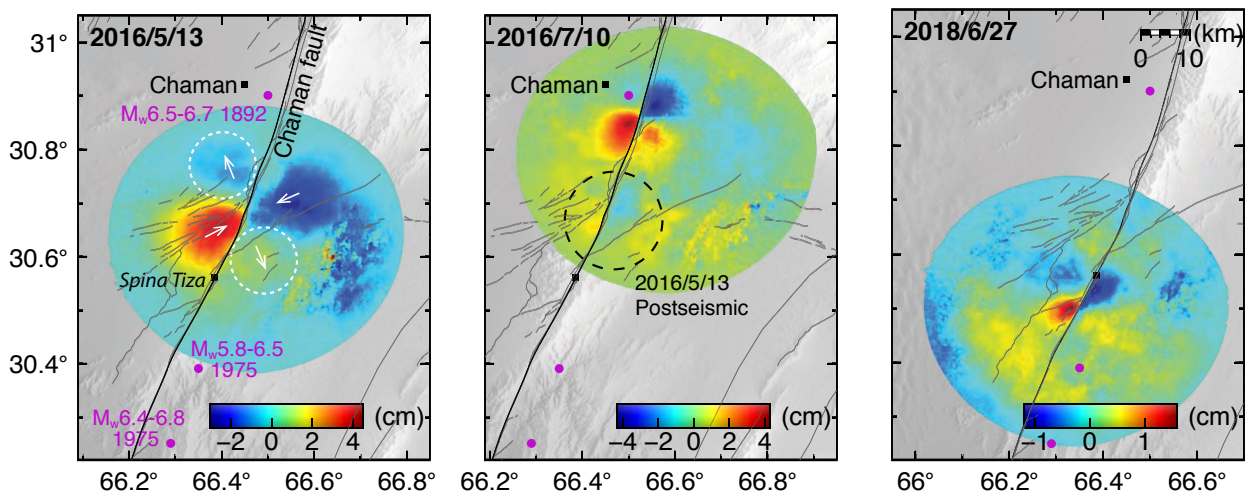 2016/5/13
Chaman
Chaman fault
Mw6.5-6.7 1892
Spina Tiza
Mw5.8-6.5
1975
Mw6.4-6.8
1975
−2 0 2 4 (cm)
31°
30.8°
30.6°
30.4°
66.2° 66.4° 66.6° 66.8°
2016/7/10
Chaman
2016/5/13
Postseismic
−4 −2 0 2 4 (cm)
66.2° 66.4° 66.6° 66.8°
2018/6/27
(km)
0 10
Chaman
−1 0 1 (cm)
66° 66.2° 66.4° 66.6°